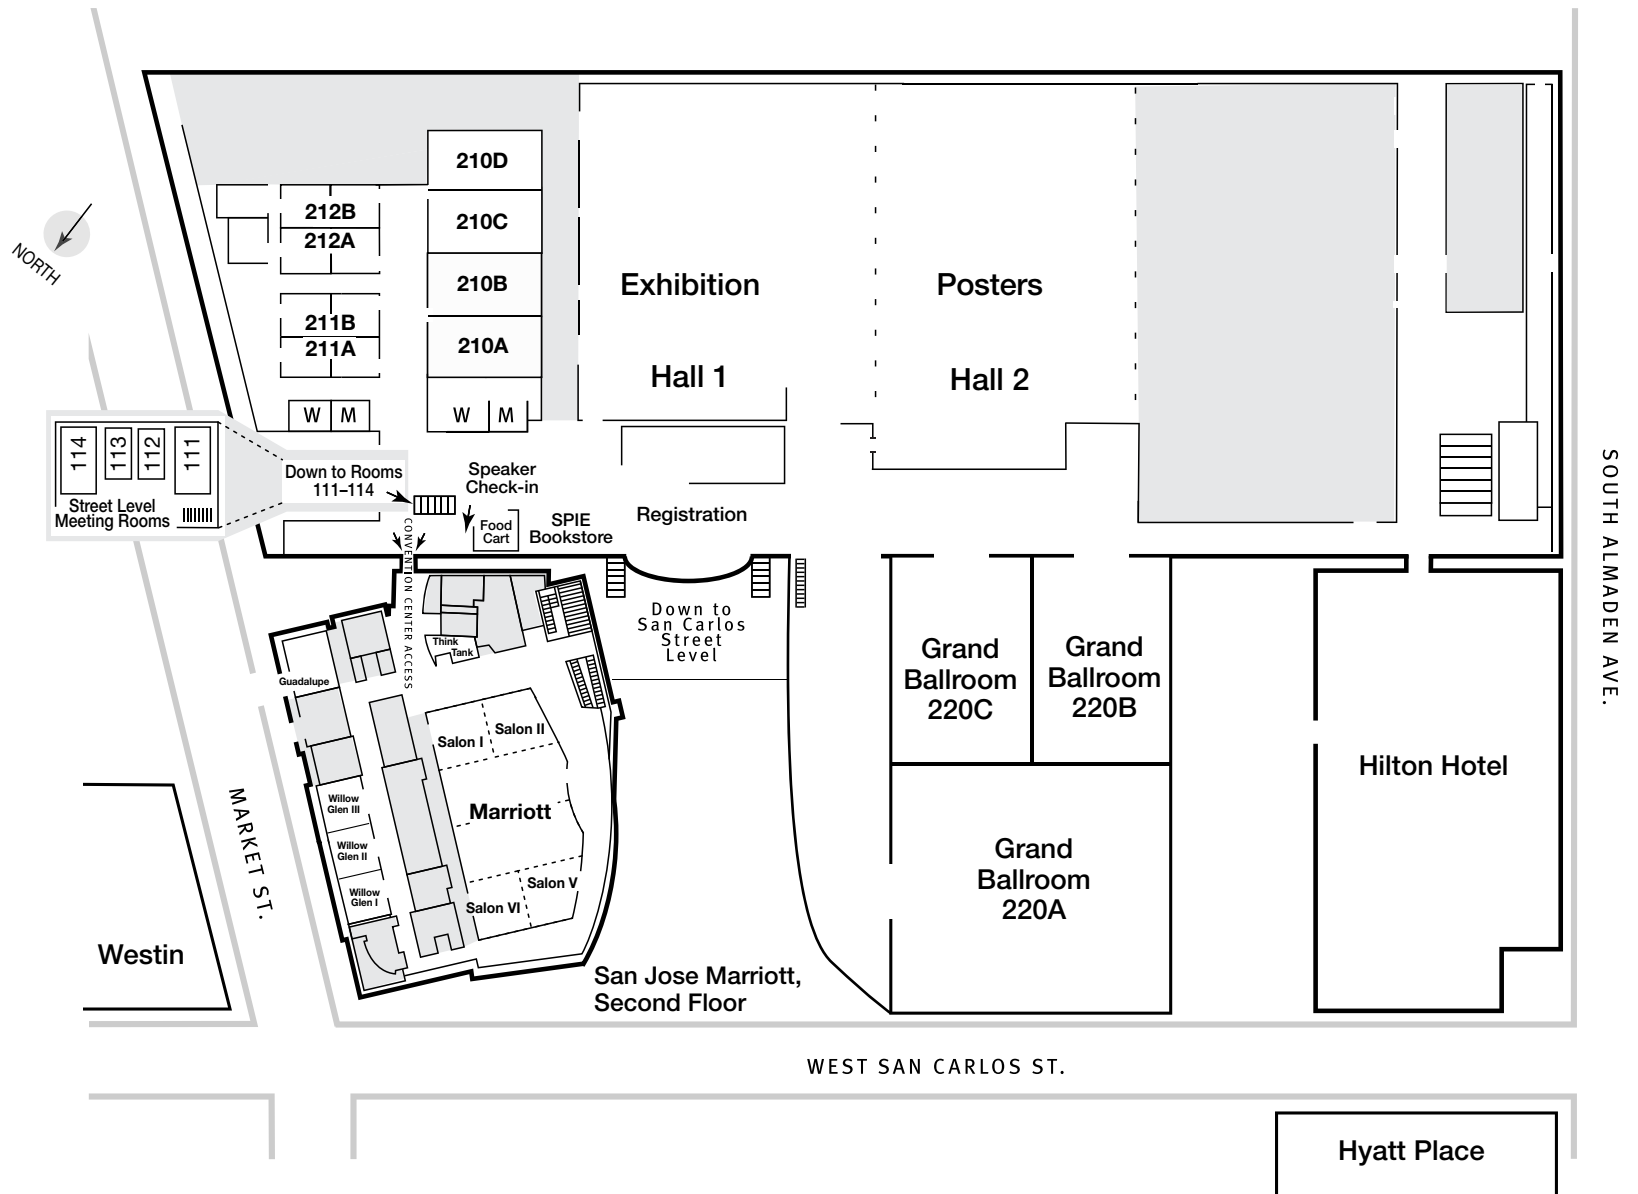 210D
212B
212A
210C
NORTH
210B
Exhibition
Posters
211B
211A
210A
Hall 1
Hall 2
W M
W M
114
113
112
111
Street Level
Meeting Rooms
Down to Rooms
111–114
Speaker
Check-in
Food
Cart
SPIE
Bookstore
Registration
CONVENTION CENTER ACCESS
SOUTH ALMADEN AVE.
Down to
San Carlos
Street
Level
Think
Tank
Guadalupe
Grand
Ballroom
220C
Grand
Ballroom
220B
Salon I
Salon II
Hilton Hotel
Willow
Glen III
Marriott
MARKET ST.
Willow
Glen II
Willow
Glen I
Salon V
Salon VI
Grand
Ballroom
220A
Westin
San Jose Marriott,
Second Floor
WEST SAN CARLOS ST.
Hyatt Place